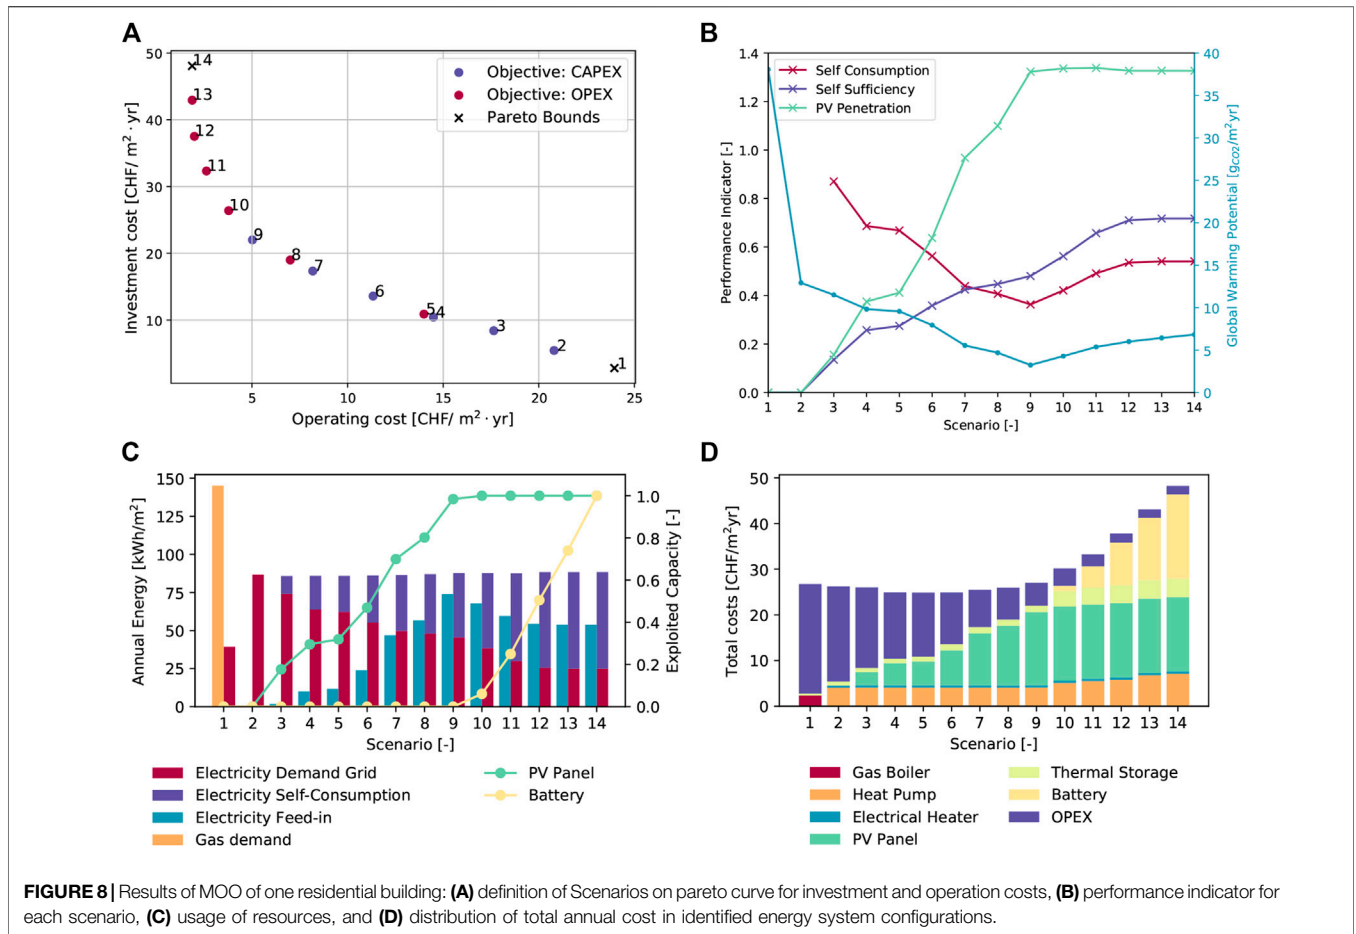 A
50
40
30
20
10
Investment cost [CHF/ m² · yr]
14
13
12
11
10
9
8
7
6
5
4
3
2
1
Objective: CAPEX
Objective: OPEX
Pareto Bounds
5
10
15
20
25
Operating cost [CHF/ m² · yr]
B
1.4
1.2
1.0
0.8
0.6
0.4
0.2
0.0
Performance Indicator [-]
Self Consumption
Self Sufficiency
PV Penetration
40
35
30
25
20
15
10
5
0
Global Warming Potential [gCO2/m²yr]
1 2 3 4 5 6 7 8 9 10 11 12 13 14
Scenario [-]
C
150
125
100
75
50
25
0
Annual Energy [kWh/m²]
1.0
0.8
0.6
0.4
0.2
0.0
Exploited Capacity [-]
1 2 3 4 5 6 7 8 9 10 11 12 13 14
Scenario [-]
Electricity Demand Grid
Electricity Self-Consumption
Electricity Feed-in
Gas demand
PV Panel
Battery
D
50
40
30
20
10
0
Total costs [CHF/m²yr]
1 2 3 4 5 6 7 8 9 10 11 12 13 14
Scenario [-]
Gas Boiler
Heat Pump
Electrical Heater
PV Panel
Thermal Storage
Battery
OPEX
FIGURE 8 | Results of MOO of one residential building: (A) definition of Scenarios on pareto curve for investment and operation costs, (B) performance indicator for
each scenario, (C) usage of resources, and (D) distribution of total annual cost in identified energy system configurations.